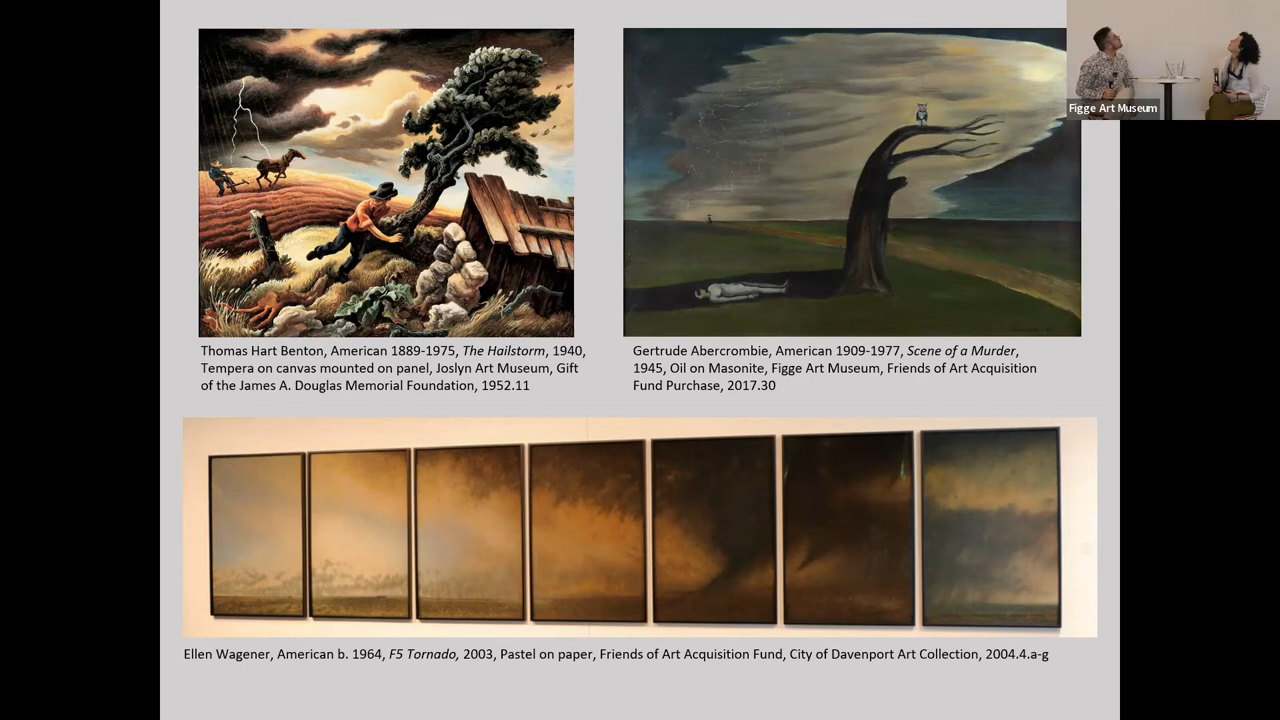 Figge Art Museum
Thomas Hart Benton, American 1889-1975, The Hailstorm, 1940,
Tempera on canvas mounted on panel, Joslyn Art Museum, Gift
of the James A. Douglas Memorial Foundation, 1952.11
Gertrude Abercrombie, American 1909-1977, Scene of a Murder,
1945, Oil on Masonite, Figge Art Museum, Friends of Art Acquisition
Fund Purchase, 2017.30
Ellen Wagener, American b. 1964, F5 Tornado, 2003, Pastel on paper, Friends of Art Acquisition Fund, City of Davenport Art Collection, 2004.4.a-g